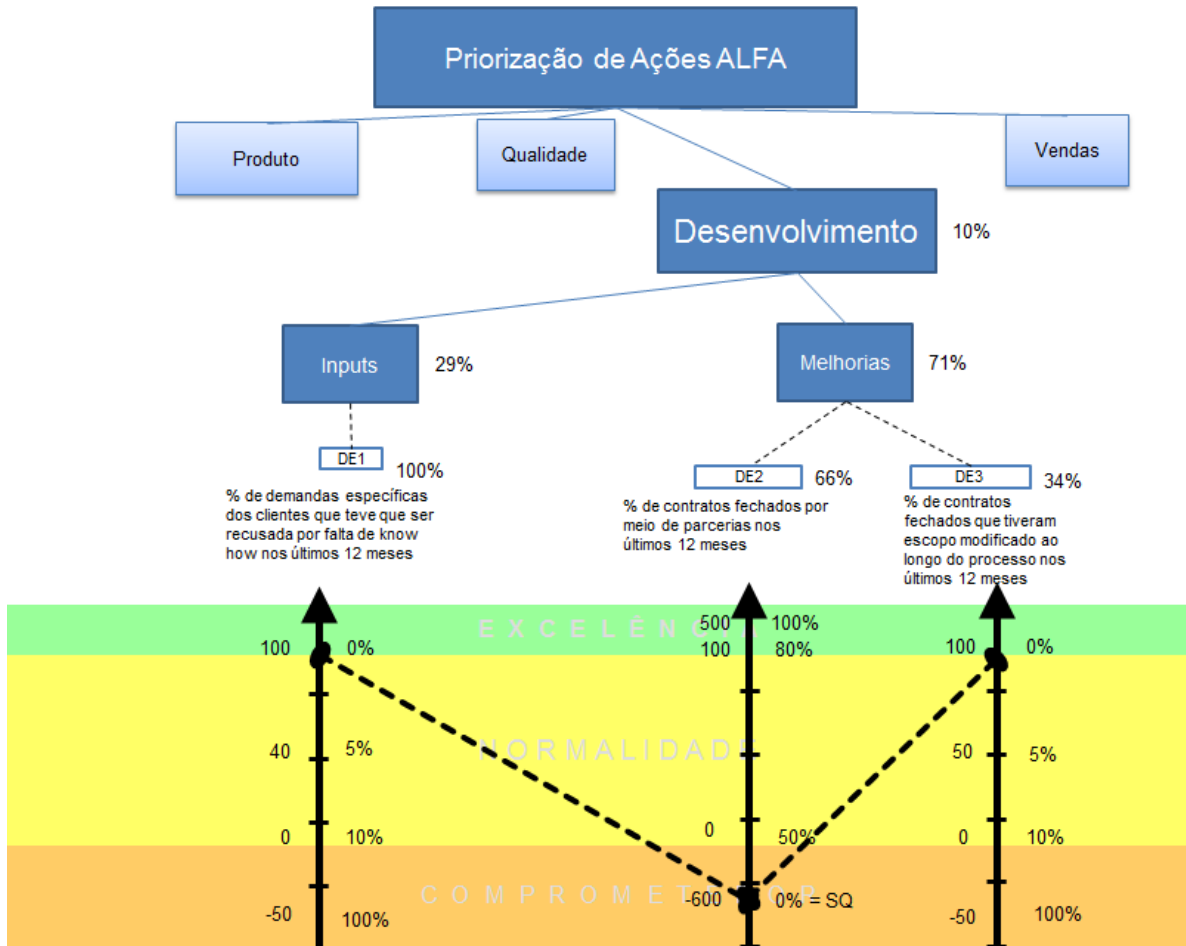 Priorização de Ações ALFA
Produto
Qualidade
Vendas
Desenvolvimento
10%
Inputs
29%
Melhorias
71%
DE1
100%
% de demandas específicas
dos clientes que teve que ser
recusada por falta de know
how nos últimos 12 meses
DE2
66%
% de contratos fechados por
meio de parcerias nos
últimos 12 meses
DE3
34%
% de contratos
fechados que tiveram
escopo modificado ao
longo do processo nos
últimos 12 meses
EXCELÊNCIA
500 100%
100 0%
100 80%
100 0%
NORMALIDADE
40 5%
50 5%
0 10%
0 50%
0 10%
COMPROMETEDOR
-50 100%
-600 0% = SQ
-50 100%